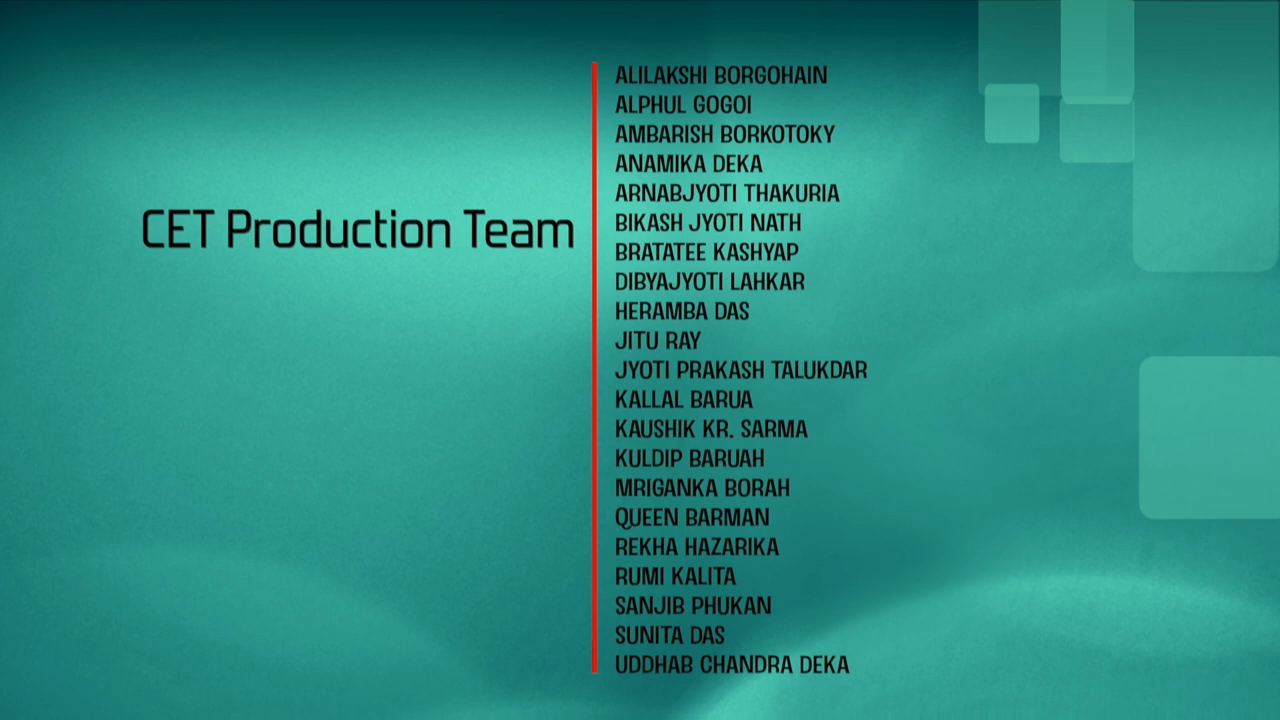 CET Production Team
ALILAKSHI BORGOHAIN
ALPHUL GOGOI
AMBARISH BORKOTOKY
ANAMIKA DEKA
ARNABJYOTI THAKURIA
BIKASH JYOTI NATH
BRATATEE KASHYAP
DIBYAJYOTI LAHKAR
HERAMBA DAS
JITU RAY
JYOTI PRAKASH TALUKDAR
KALLAL BARUA
KAUSHIK KR. SARMA
KULDIP BARUAH
MRIGANKA BORAH
QUEEN BARMAN
REKHA HAZARIKA
RUMI KALITA
SANJIB PHUKAN
SUNITA DAS
UDDHAB CHANDRA DEKA